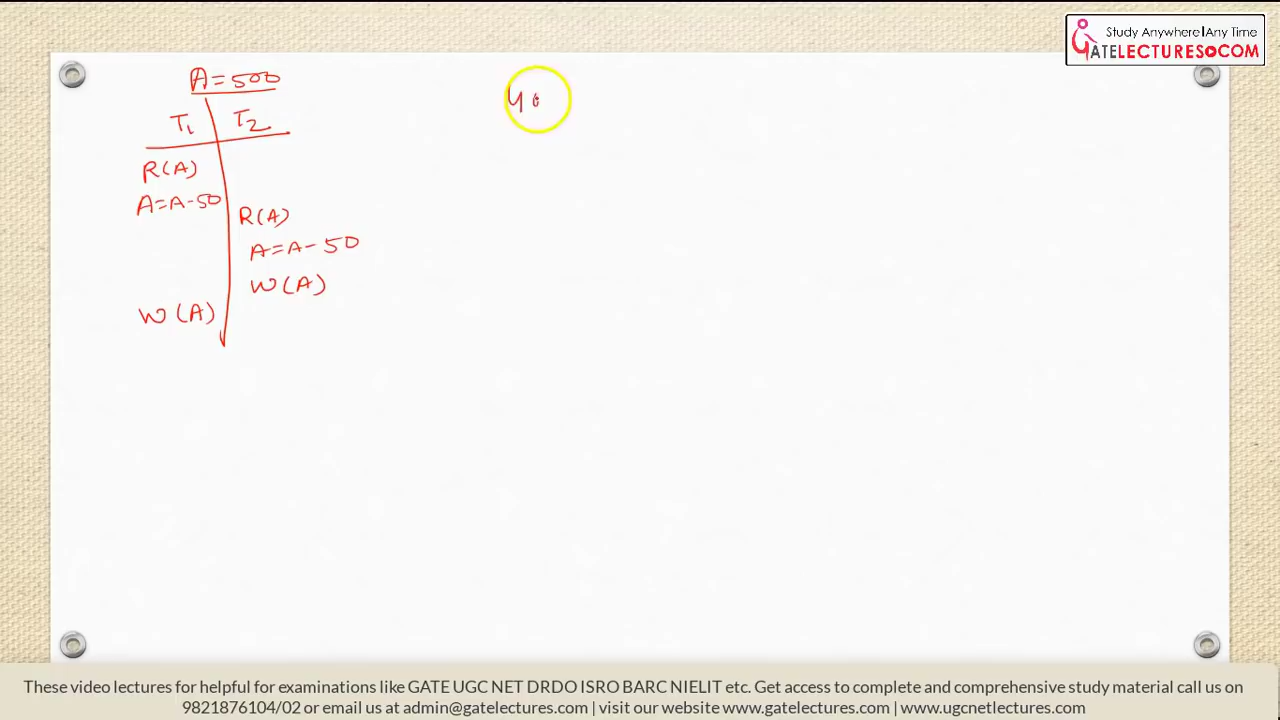 Study Anywhere | Any Time
GATELECTURES.COM
A = 500
T1 T2
R(A)
A=A-50
R(A)
A=A-50
W(A)
W(A)
These video lectures for helpful for examinations like GATE UGC NET DRDO ISRO BARC NIELIT etc. Get access to complete and comprehensive study material call us on
9821876104/02 or email us at admin@gatelectures.com | visit our website www.gatelectures.com | www.ugcnetlectures.com